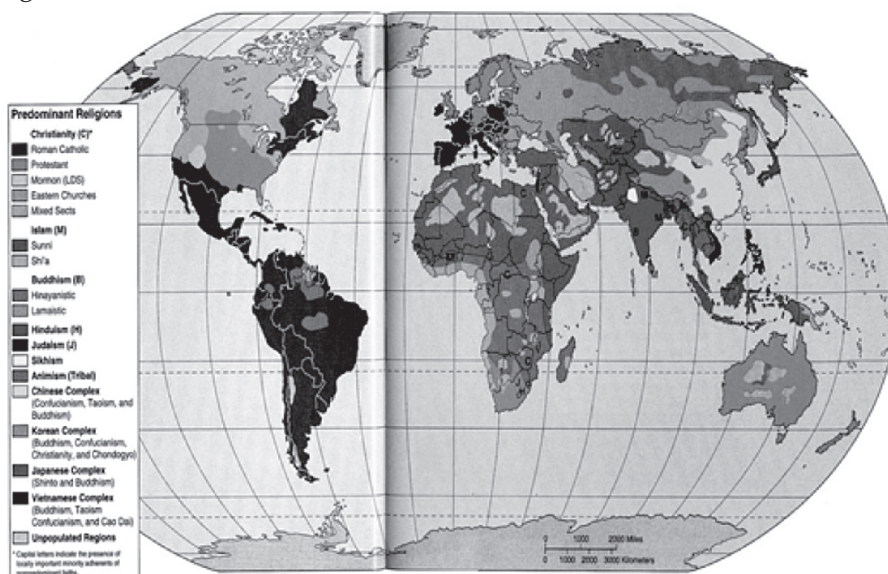 Predominant Religions
Christianity (C)*
Roman Catholic
Protestant
Mormon (LDS)
Eastern Churches
Mixed Sects
Islam (M)
Sunni
Shi'a
Buddhism (B)
Hinayanistic
Lamaistic
Hinduism (H)
Judaism (J)
Sikhism
Animism (Tribal)
Chinese Complex
(Confucianism, Taoism, and
Buddhism)
Korean Complex
(Buddhism, Confucianism,
Christianity, and Chondogyo)
Japanese Complex
(Shinto and Buddhism)
Vietnamese Complex
(Buddhism, Taoism
Confucianism, and Cao Dai)
Unpopulated Regions
* Capital letters indicate the presence of
locally important minority adherents of
nonpredominant faiths.
0 1000 2000 Miles
0 1000 2000 3000 Kilometers